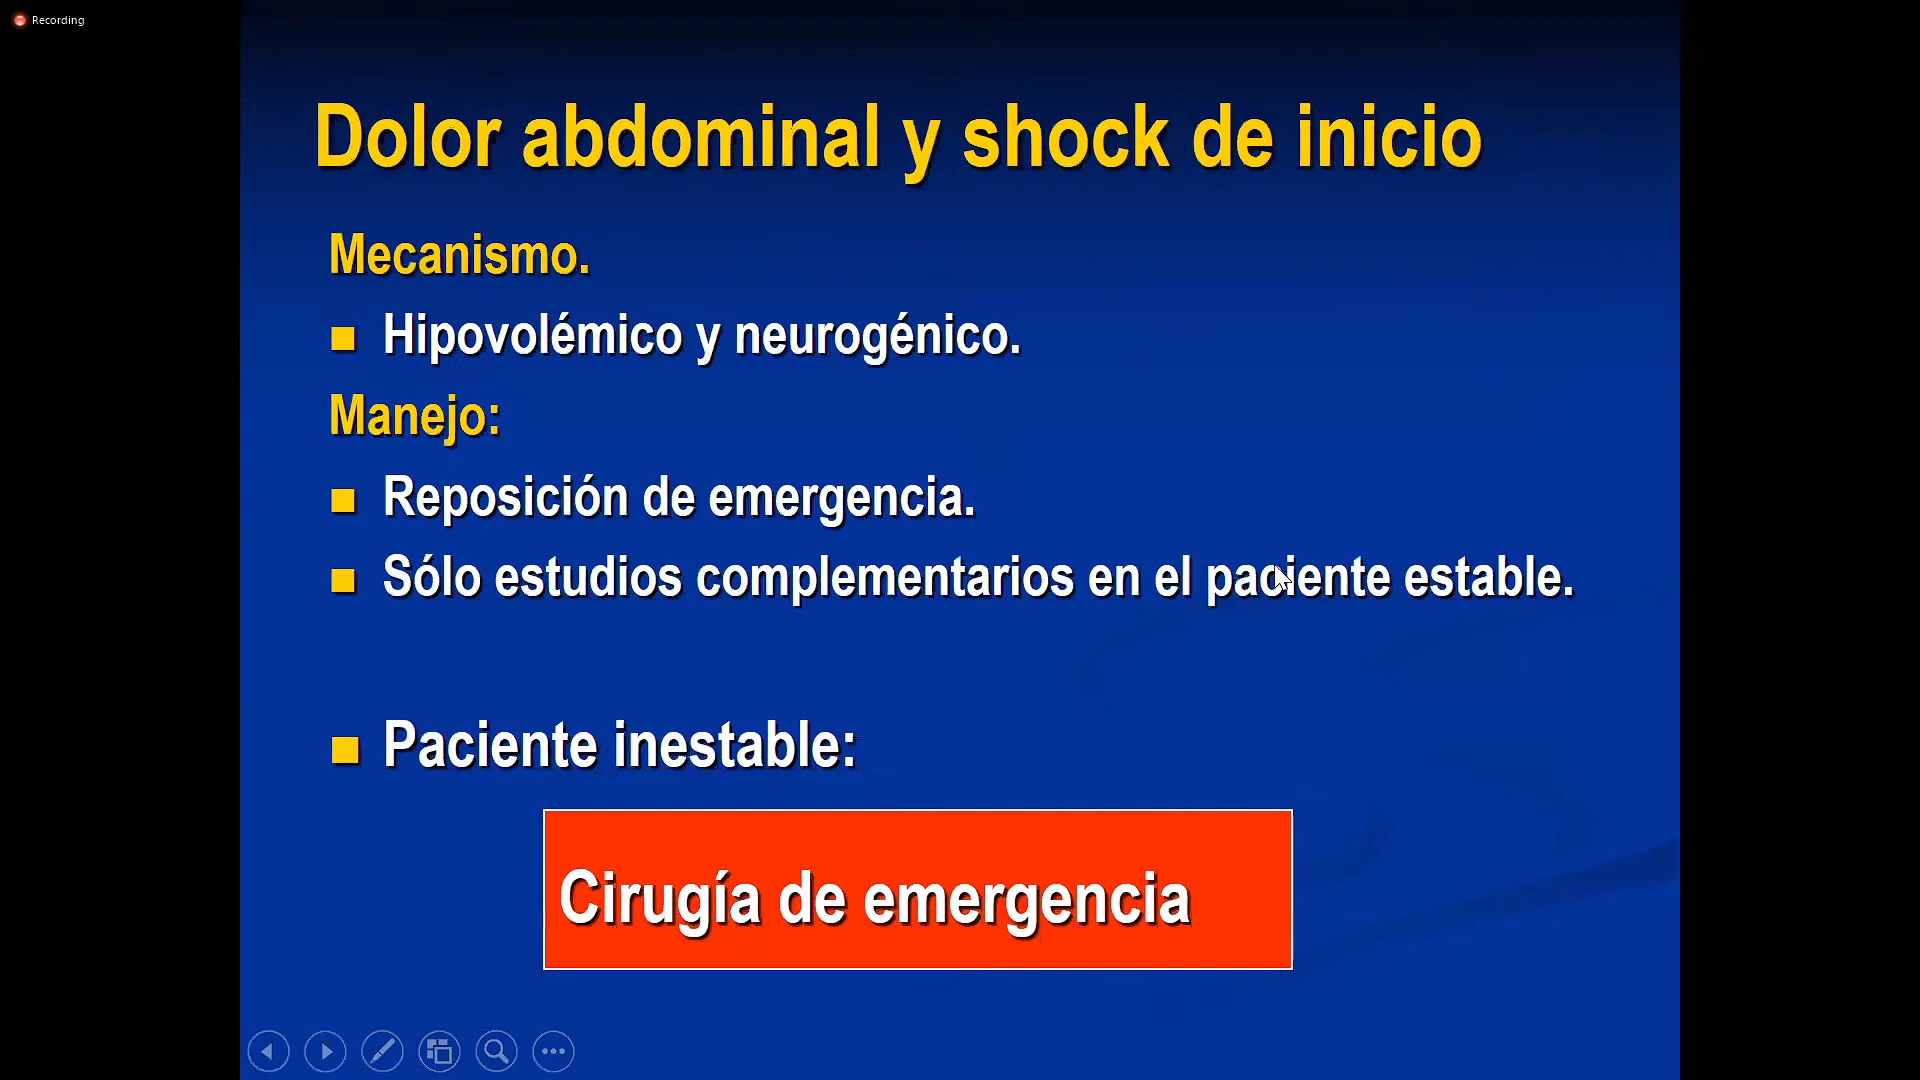 Recording
Dolor abdominal y shock de inicio
Mecanismo.
Hipovolémico y neurogénico.
Manejo:
Reposición de emergencia.
Sólo estudios complementarios en el paciente estable.
Paciente inestable:
Cirugía de emergencia